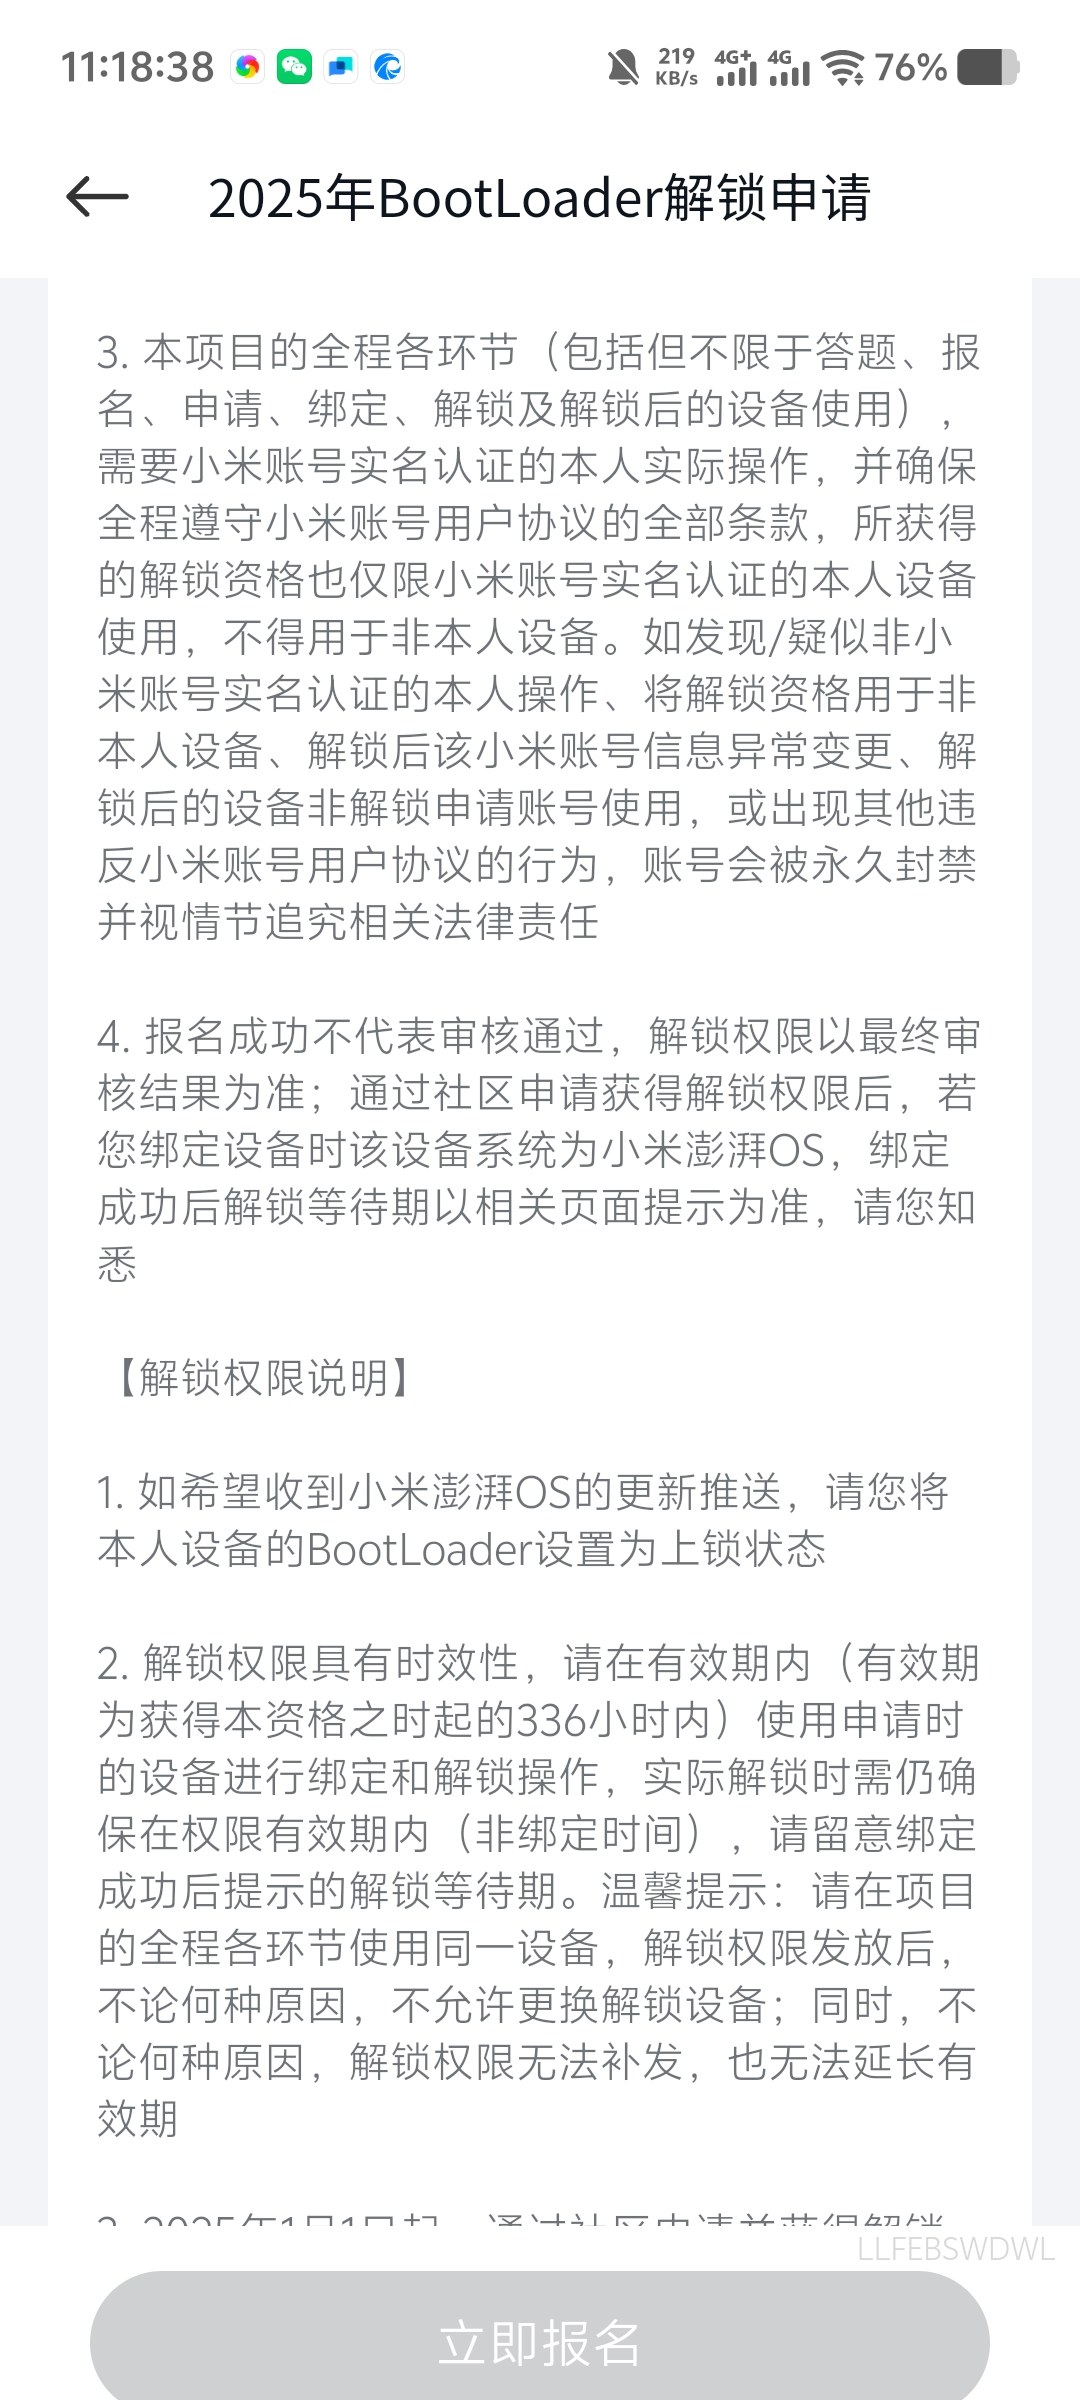 11:18:38
219
KB/s
4G+
4G
76%
2025年BootLoader解锁申请
3. 本项目的全程各环节（包括但不限于答题、报
名、申请、绑定、解锁及解锁后的设备使用），
需要小米账号实名认证的本人实际操作，并确保
全程遵守小米账号用户协议的全部条款，所获得
的解锁资格也仅限小米账号实名认证的本人设备
使用，不得用于非本人设备。如发现/疑似非小
米账号实名认证的本人操作、将解锁资格用于非
本人设备、解锁后该小米账号信息异常变更、解
锁后的设备非解锁申请账号使用，或出现其他违
反小米账号用户协议的行为，账号会被永久封禁
并视情节追究相关法律责任
4. 报名成功不代表审核通过，解锁权限以最终审
核结果为准；通过社区申请获得解锁权限后，若
您绑定设备时该设备系统为小米澎湃OS，绑定
成功后解锁等待期以相关页面提示为准，请您知
悉
【解锁权限说明】
1. 如希望收到小米澎湃OS的更新推送，请您将
本人设备的BootLoader设置为上锁状态
2. 解锁权限具有时效性，请在有效期内（有效期
为获得本资格之时起的336小时内）使用申请时
的设备进行绑定和解锁操作，实际解锁时需仍确
保在权限有效期内（非绑定时间），请留意绑定
成功后提示的解锁等待期。温馨提示：请在项目
的全程各环节使用同一设备，解锁权限发放后，
不论何种原因，不允许更换解锁设备；同时，不
论何种原因，解锁权限无法补发，也无法延长有
效期
3. 2025年1月1日起，通过社区申请并获得解锁
LLFEBSWDWL
立即报名